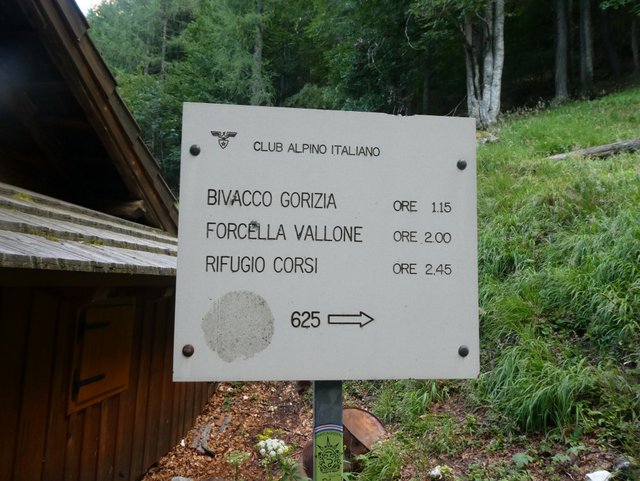 CLUB ALPINO ITALIANO
BIVACCO GORIZIA ORE 1.15
FORCELLA VALLONE ORE 2.00
RIFUGIO CORSI ORE 2.45
625